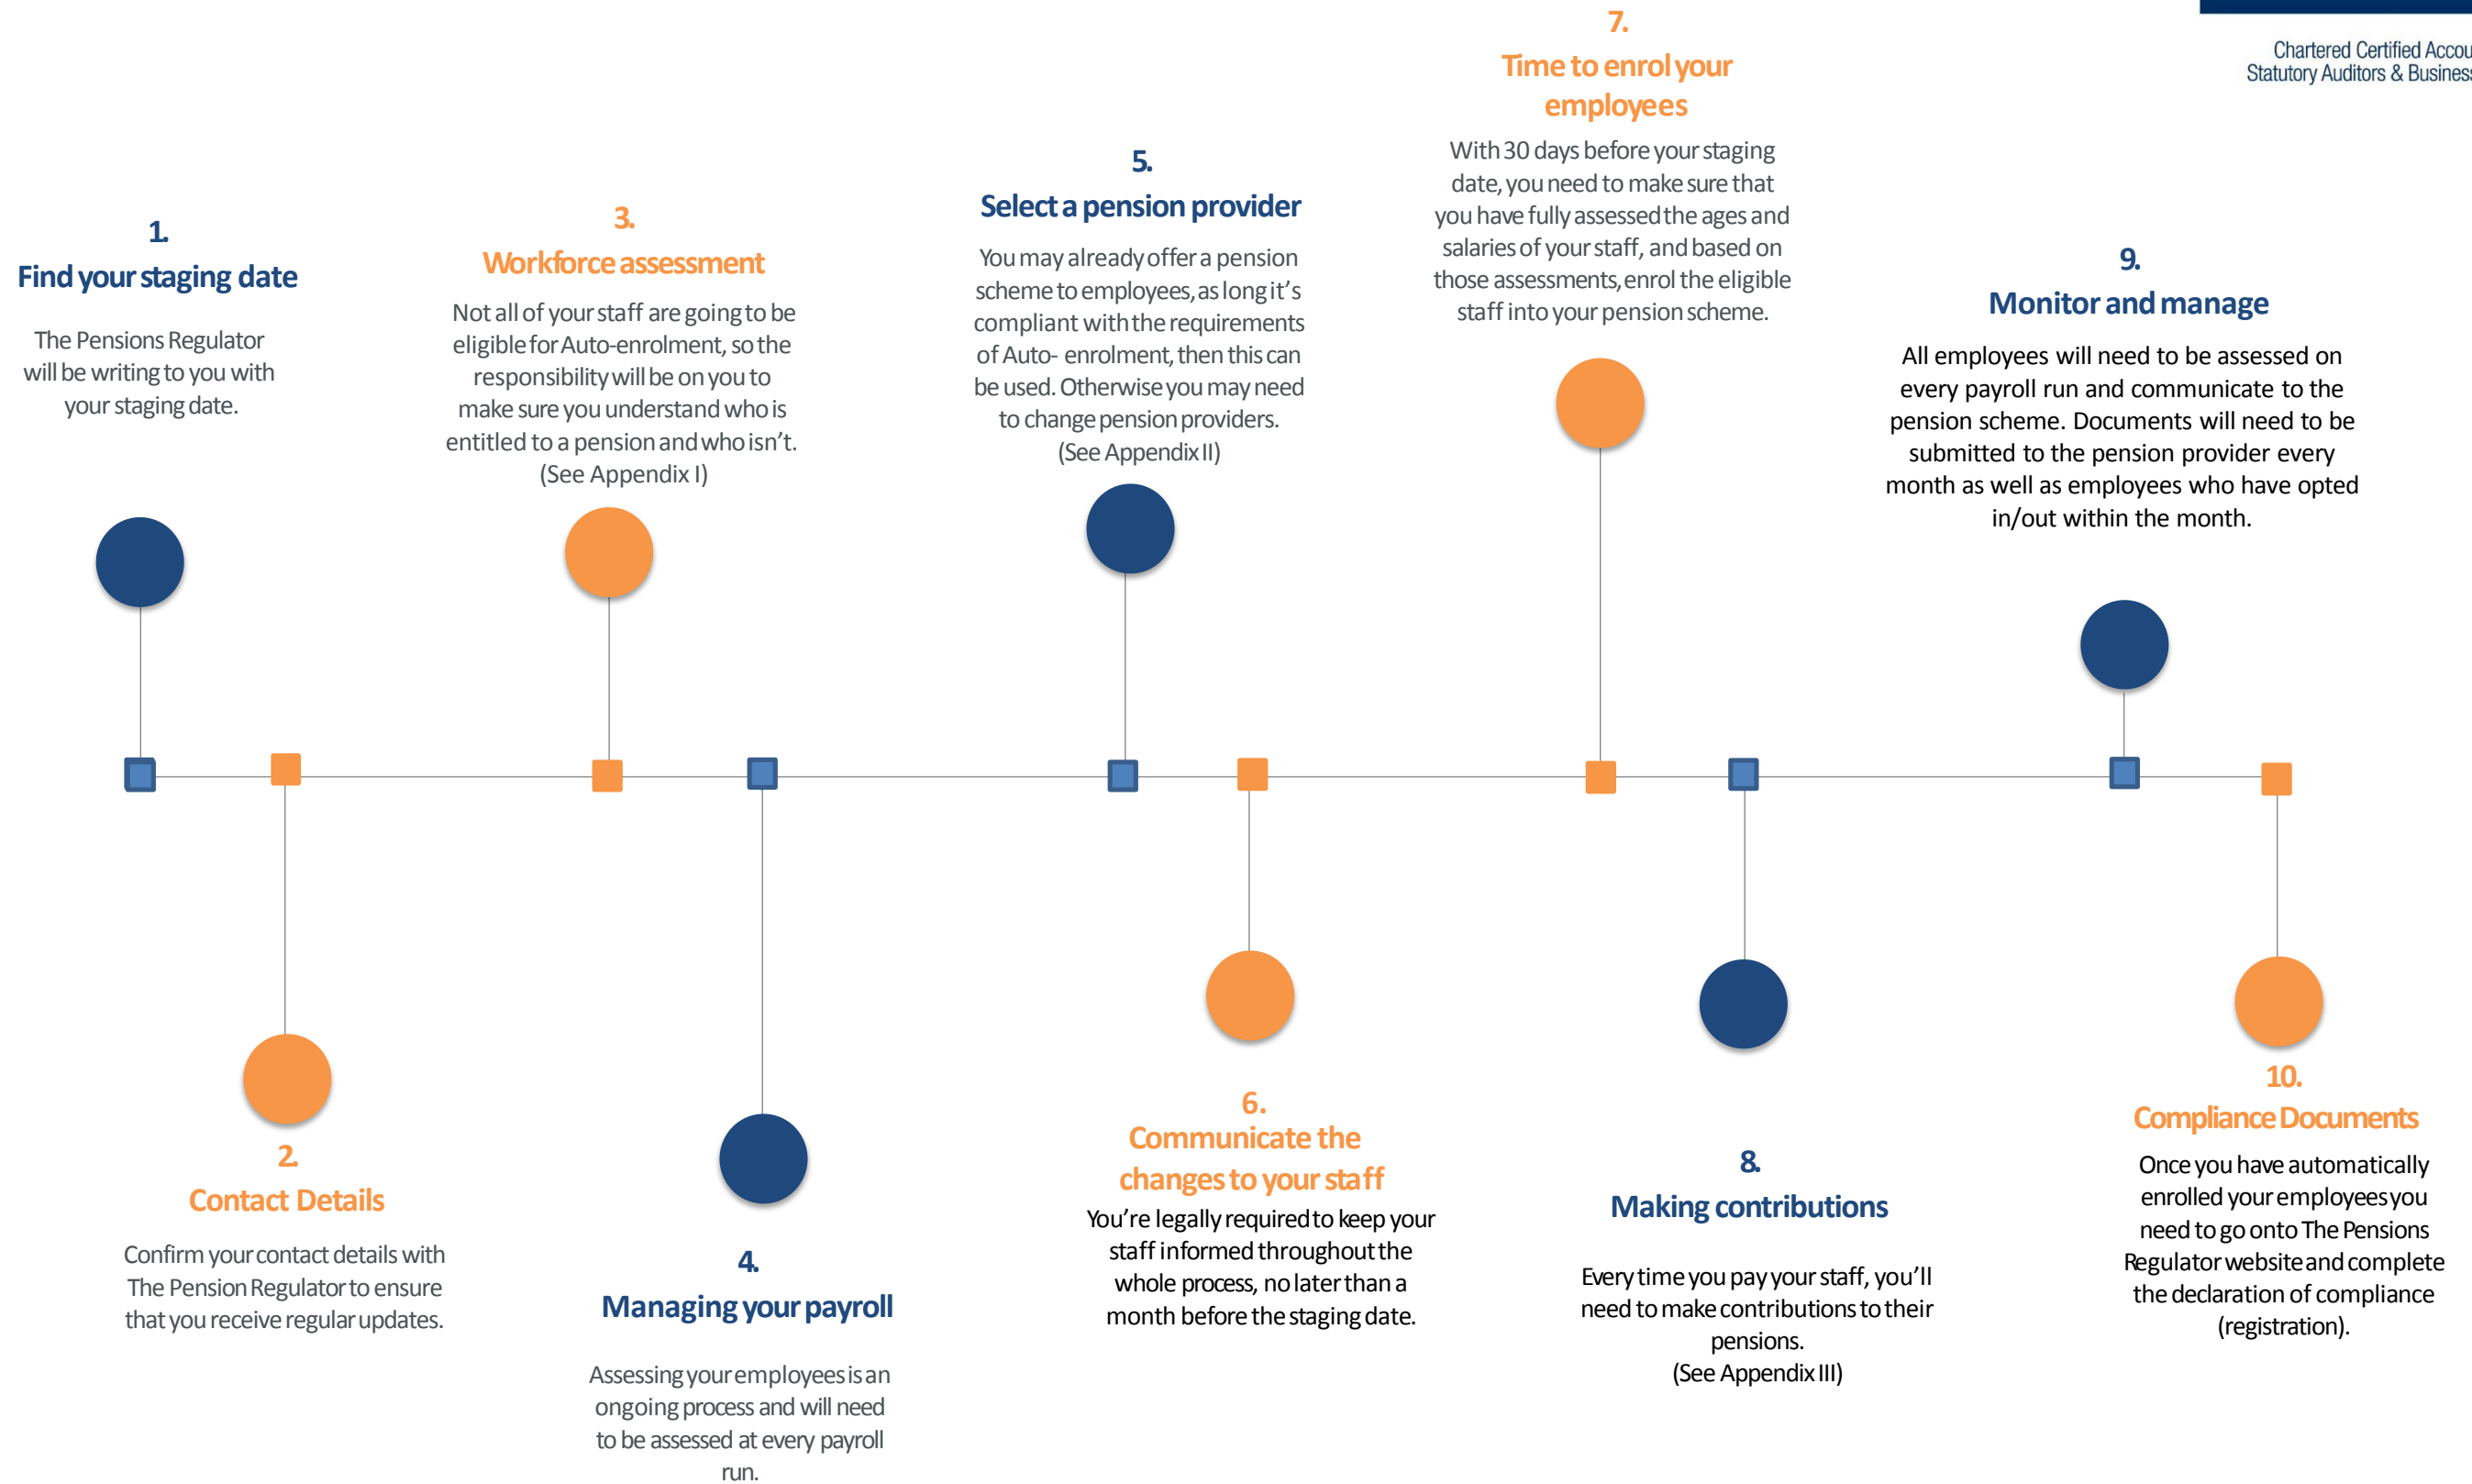 Chartered Certified Accou
Statutory Auditors & Business
1.
Find your staging date
The Pensions Regulator
will be writing to you with
your staging date.
2.
Contact Details
Confirm your contact details with
The Pension Regulator to ensure
that you receive regular updates.
3.
Workforce assessment
Not all of your staff are going to be
eligible for Auto-enrolment, so the
responsibility will be on you to
make sure you understand who is
entitled to a pension and who isn't.
(See Appendix I)
4.
Managing your payroll
Assessing your employees is an
ongoing process and will need
to be assessed at every payroll
run.
5.
Select a pension provider
You may already offer a pension
scheme to employees, as long it's
compliant with the requirements
of Auto- enrolment, then this can
be used. Otherwise you may need
to change pension providers.
(See Appendix II)
6.
Communicate the
changes to your staff
You're legally required to keep your
staff informed throughout the
whole process, no later than a
month before the staging date.
7.
Time to enrol your
employees
With 30 days before your staging
date, you need to make sure that
you have fully assessed the ages and
salaries of your staff, and based on
those assessments, enrol the eligible
staff into your pension scheme.
8.
Making contributions
Every time you pay your staff, you'll
need to make contributions to their
pensions.
(See Appendix III)
9.
Monitor and manage
All employees will need to be assessed on
every payroll run and communicate to the
pension scheme. Documents will need to be
submitted to the pension provider every
month as well as employees who have opted
in/out within the month.
10.
Compliance Documents
Once you have automatically
enrolled your employees you
need to go onto The Pensions
Regulator website and complete
the declaration of compliance
(registration).